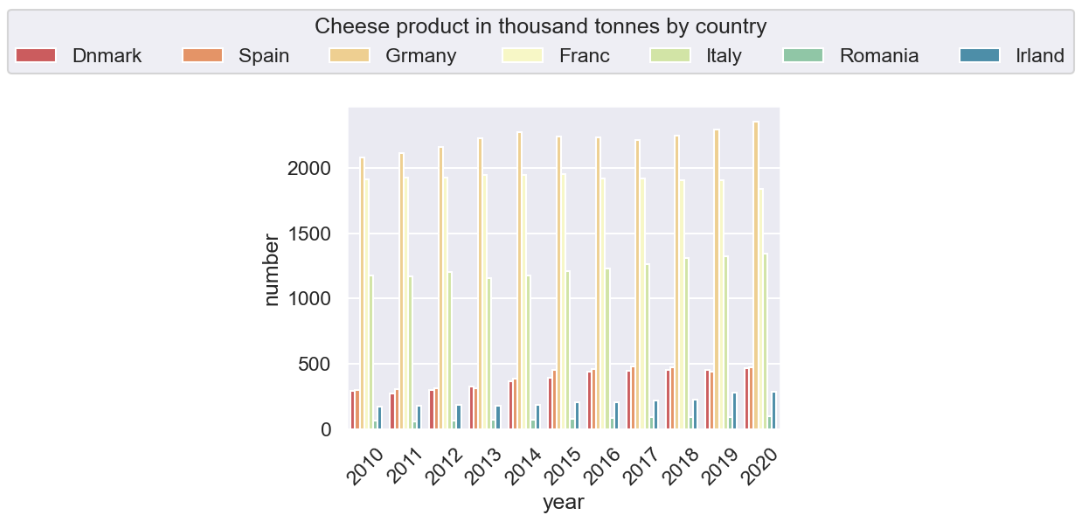 Cheese product in thousand tonnes by country
Dnmark Spain Grmany Franc Italy Romania Irland
2000
1500
1000
500
0
number
2010 2011 2012 2013 2014 2015 2016 2017 2018 2019 2020
year